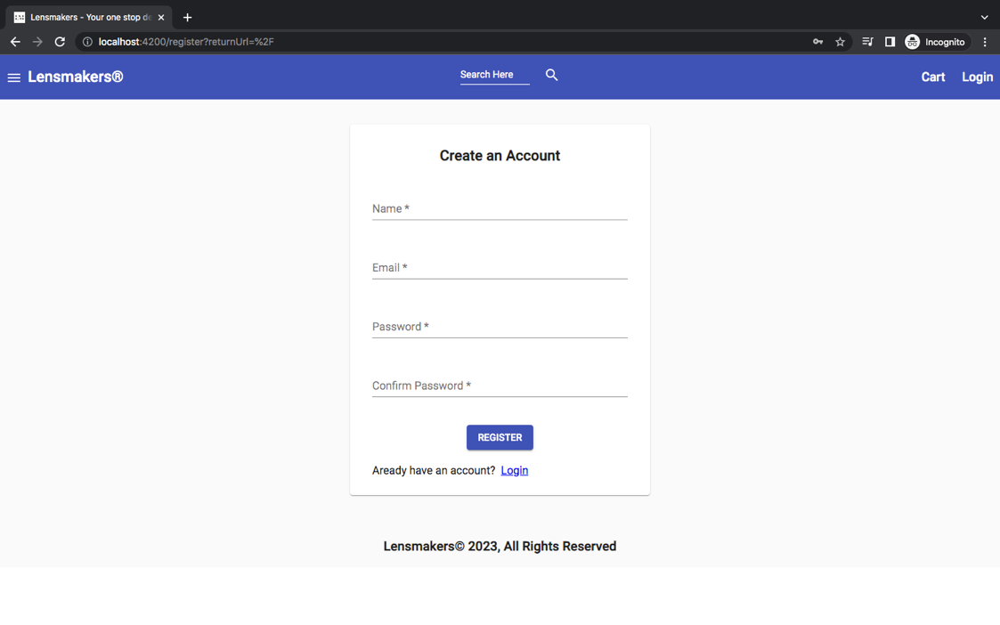 Lensmakers - Your one stop de
localhost:4200/register?returnUrl=%2F
Incognito
Lensmakers®
Search Here
Cart
Login
Create an Account
Name *
Email *
Password *
Confirm Password *
REGISTER
Aready have an account? Login
Lensmakers© 2023, All Rights Reserved